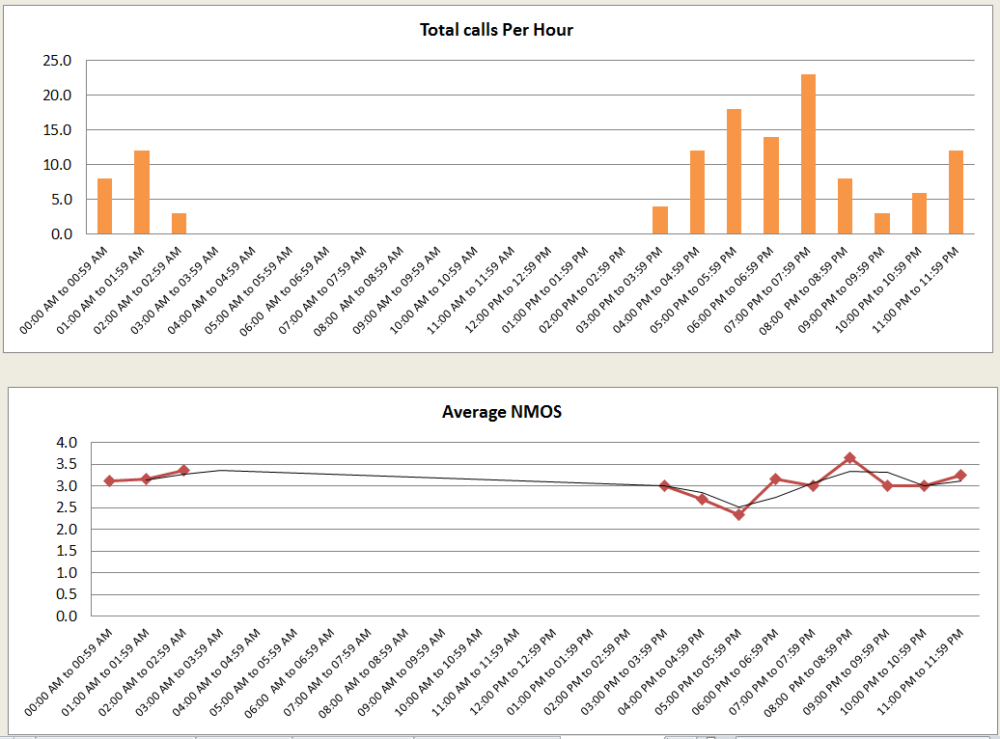 Total calls Per Hour
25.0
20.0
15.0
10.0
5.0
0.0
00:00 AM to 00:59 AM
01:00 AM to 01:59 AM
02:00 AM to 02:59 AM
03:00 AM to 03:59 AM
04:00 AM to 04:59 AM
05:00 AM to 05:59 AM
06:00 AM to 06:59 AM
07:00 AM to 07:59 AM
08:00 AM to 08:59 AM
09:00 AM to 09:59 AM
10:00 AM to 10:59 AM
11:00 AM to 11:59 AM
12:00 PM to 12:59 PM
01:00 PM to 01:59 PM
02:00 PM to 02:59 PM
03:00 PM to 03:59 PM
04:00 PM to 04:59 PM
05:00 PM to 05:59 PM
06:00 PM to 06:59 PM
07:00 PM to 07:59 PM
08:00 PM to 08:59 PM
09:00 PM to 09:59 PM
10:00 PM to 10:59 PM
11:00 PM to 11:59 PM
Average NMOS
4.0
3.5
3.0
2.5
2.0
1.5
1.0
0.5
0.0
00:00 AM to 00:59 AM
01:00 AM to 01:59 AM
02:00 AM to 02:59 AM
03:00 AM to 03:59 AM
04:00 AM to 04:59 AM
05:00 AM to 05:59 AM
06:00 AM to 06:59 AM
07:00 AM to 07:59 AM
08:00 AM to 08:59 AM
09:00 AM to 09:59 AM
10:00 AM to 10:59 AM
11:00 AM to 11:59 AM
12:00 PM to 12:59 PM
01:00 PM to 01:59 PM
02:00 PM to 02:59 PM
03:00 PM to 03:59 PM
04:00 PM to 04:59 PM
05:00 PM to 05:59 PM
06:00 PM to 06:59 PM
07:00 PM to 07:59 PM
08:00 PM to 08:59 PM
09:00 PM to 09:59 PM
10:00 PM to 10:59 PM
11:00 PM to 11:59 PM